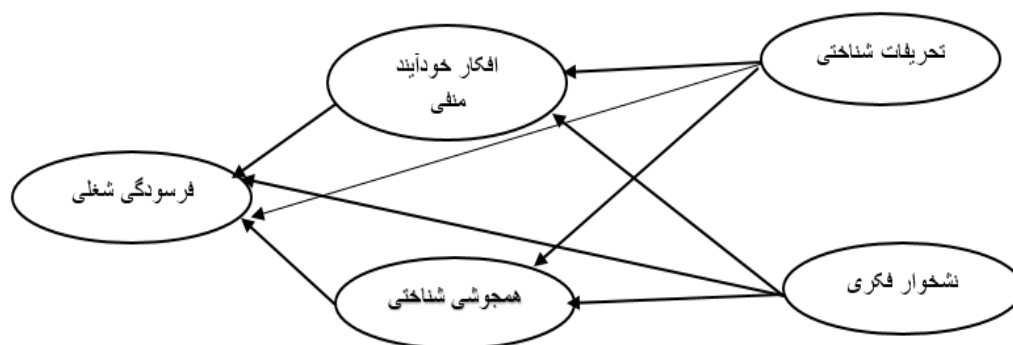 تحریفات شناختی
افکار خودآیند
منفی
فرسودگی شغلی
نشخوار فکری
همجوشی شناختی